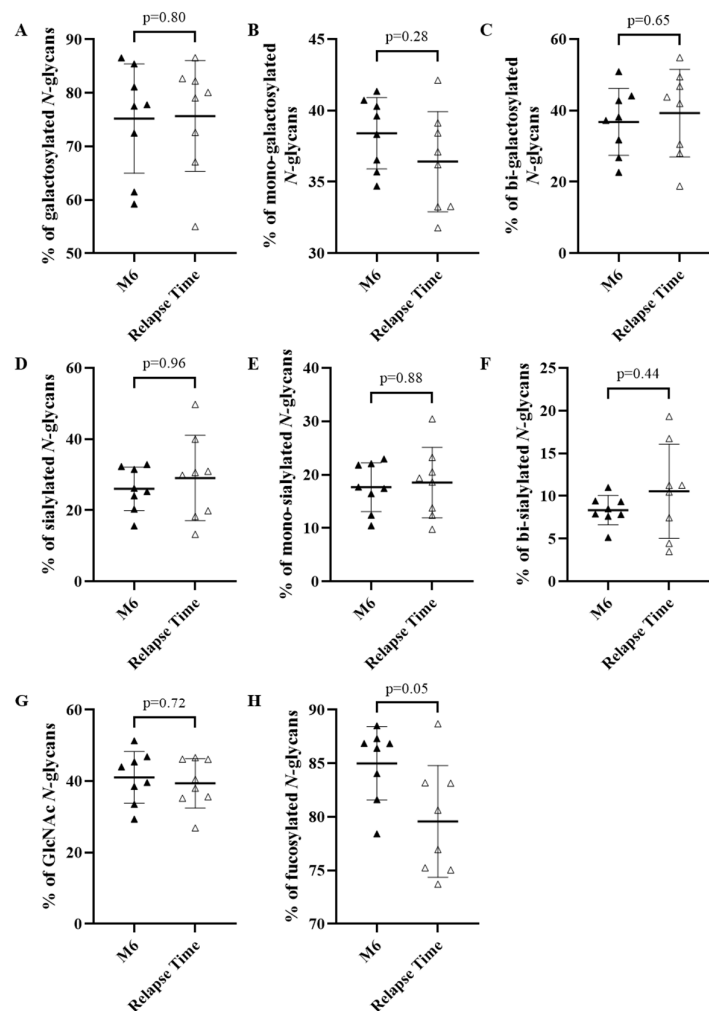 A
p=0.80
% of galactosylated N-glycans
90
80
70
60
50
M6
Relapse Time
B
p=0.28
% of mono-galactosylated
N-glycans
45
40
35
30
M6
Relapse Time
C
p=0.65
% of bi-galactosylated
N-glycans
60
40
20
0
M6
Relapse Time
D
p=0.96
% of sialylated N-glycans
60
40
20
0
M6
Relapse Time
E
p=0.88
% of mono-sialylated N-glycans
40
30
20
10
0
M6
Relapse Time
F
p=0.44
% of bi-sialylated N-glycans
25
20
15
10
5
0
M6
Relapse Time
G
p=0.72
% of GlcNAc N-glycans
60
40
20
0
M6
Relapse Time
H
p=0.05
% of fucosylated N-glycans
90
85
80
75
70
M6
Relapse Time